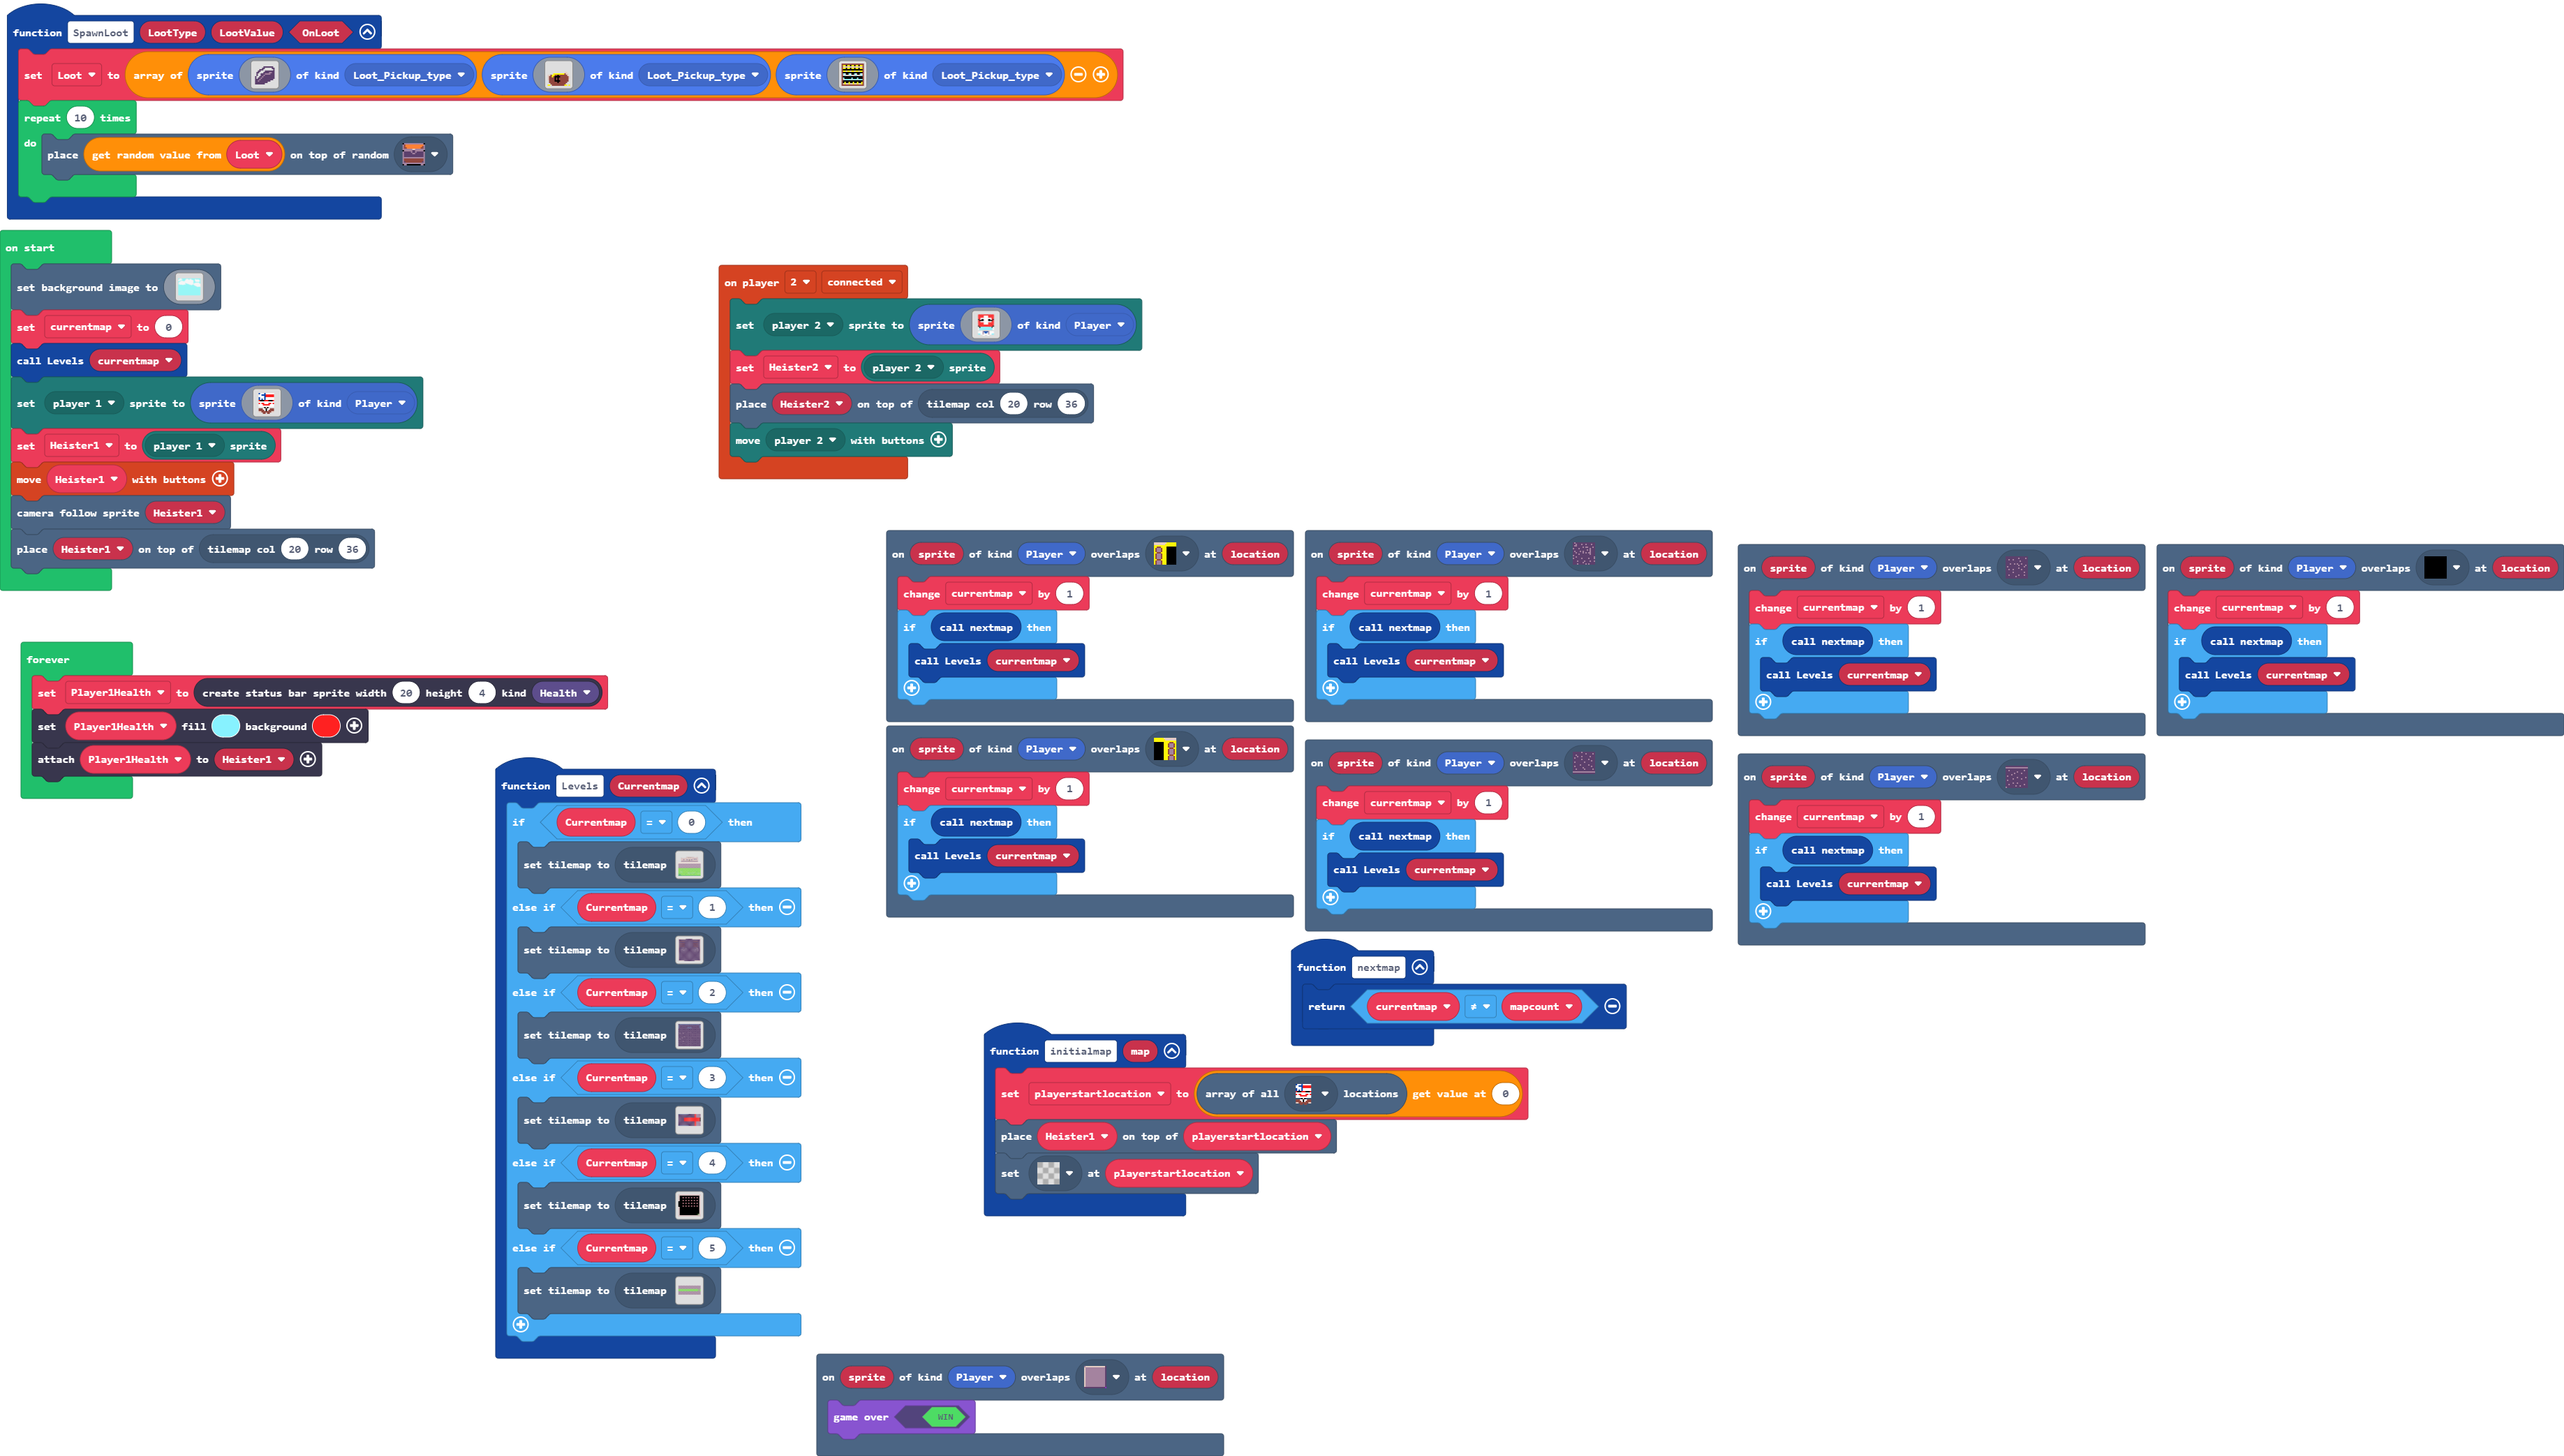 function SpawnLoot LootType LootValue OnLoot
set Loot to array of sprite of kind Loot_Pickup_type sprite of kind Loot_Pickup_type sprite of kind Loot_Pickup_type
repeat 10 times
do
place get random value from Loot on top of random
on start
set background image to
set currentmap to 0
call Levels currentmap
set player 1 sprite to sprite of kind Player
set Heister1 to player 1 sprite
move Heister1 with buttons
camera follow sprite Heister1
place Heister1 on top of tilemap col 20 row 36
on player 2 connected
set player 2 sprite to sprite of kind Player
set Heister2 to player 2 sprite
place Heister2 on top of tilemap col 20 row 36
move player 2 with buttons
forever
set Player1Health to create status bar sprite width 20 height 4 kind Health
set Player1Health fill background
attach Player1Health to Heister1
on sprite of kind Player overlaps at location
change currentmap by 1
if call nextmap then
call Levels currentmap
on sprite of kind Player overlaps at location
change currentmap by 1
if call nextmap then
call Levels currentmap
on sprite of kind Player overlaps at location
change currentmap by 1
if call nextmap then
call Levels currentmap
on sprite of kind Player overlaps at location
change currentmap by 1
if call nextmap then
call Levels currentmap
on sprite of kind Player overlaps at location
change currentmap by 1
if call nextmap then
call Levels currentmap
on sprite of kind Player overlaps at location
change currentmap by 1
if call nextmap then
call Levels currentmap
on sprite of kind Player overlaps at location
change currentmap by 1
if call nextmap then
call Levels currentmap
function Levels Currentmap
if Currentmap = 0 then
set tilemap to tilemap
else if Currentmap = 1 then
set tilemap to tilemap
else if Currentmap = 2 then
set tilemap to tilemap
else if Currentmap = 3 then
set tilemap to tilemap
else if Currentmap = 4 then
set tilemap to tilemap
else if Currentmap = 5 then
set tilemap to tilemap
function nextmap
return currentmap ≠ mapcount
function initialmap map
set playerstartlocation to array of all locations get value at 0
place Heister1 on top of playerstartlocation
set at playerstartlocation
on sprite of kind Player overlaps at location
game over WIN